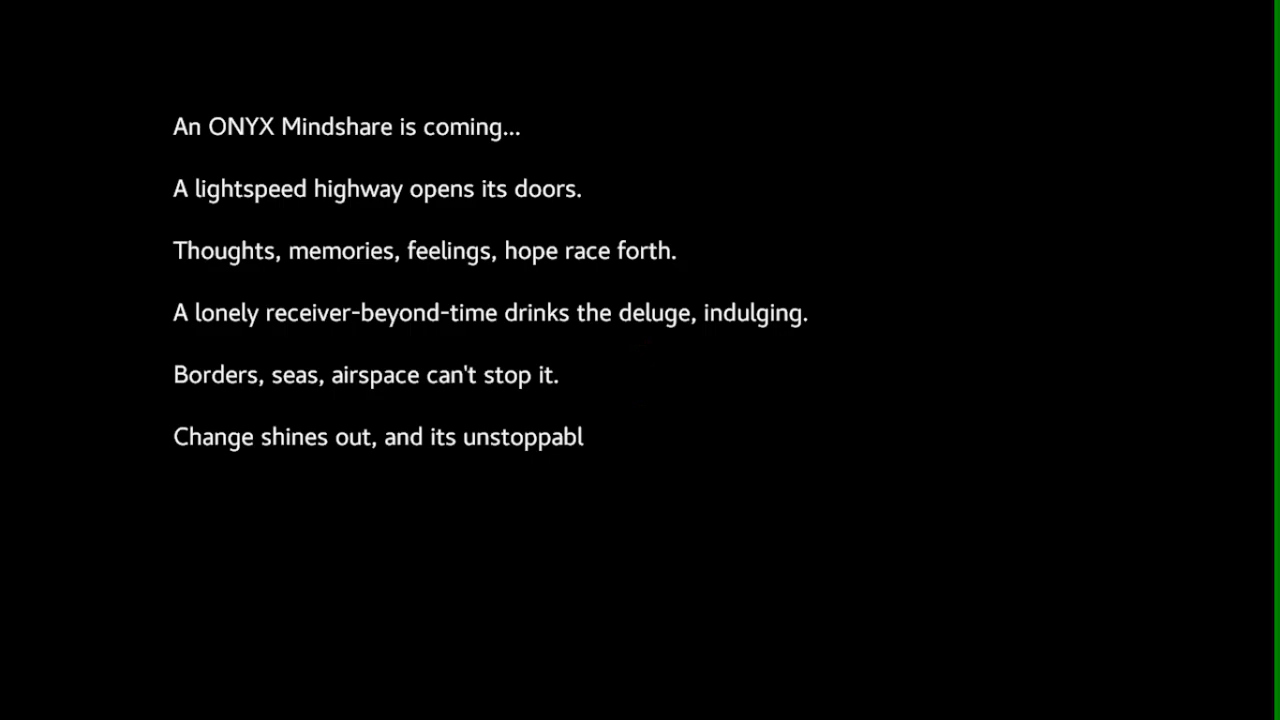 An ONYX Mindshare is coming...
A lightspeed highway opens its doors.
Thoughts, memories, feelings, hope race forth.
A lonely receiver-beyond-time drinks the deluge, indulging.
Borders, seas, airspace can't stop it.
Change shines out, and its unstoppabl